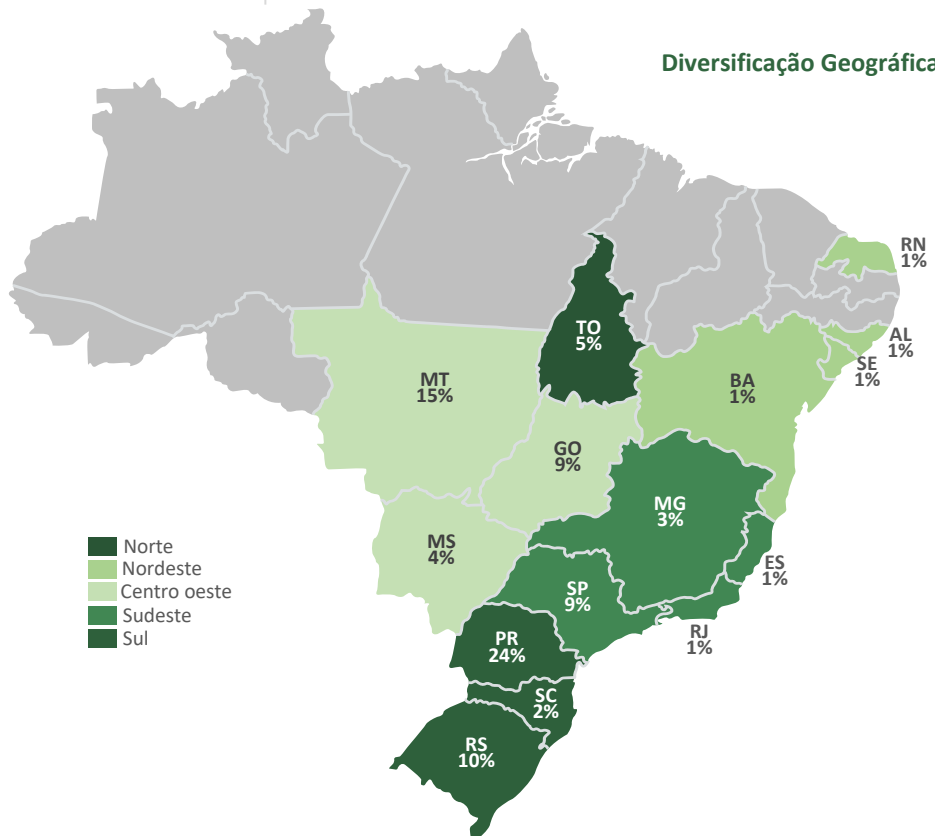 Diversificação Geográfica
RN
1%
TO
5%
AL
1%
SE
1%
MT
15%
BA
1%
GO
9%
MG
3%
MS
4%
ES
1%
SP
9%
RJ
1%
PR
24%
SC
2%
RS
10%
Norte
Nordeste
Centro oeste
Sudeste
Sul